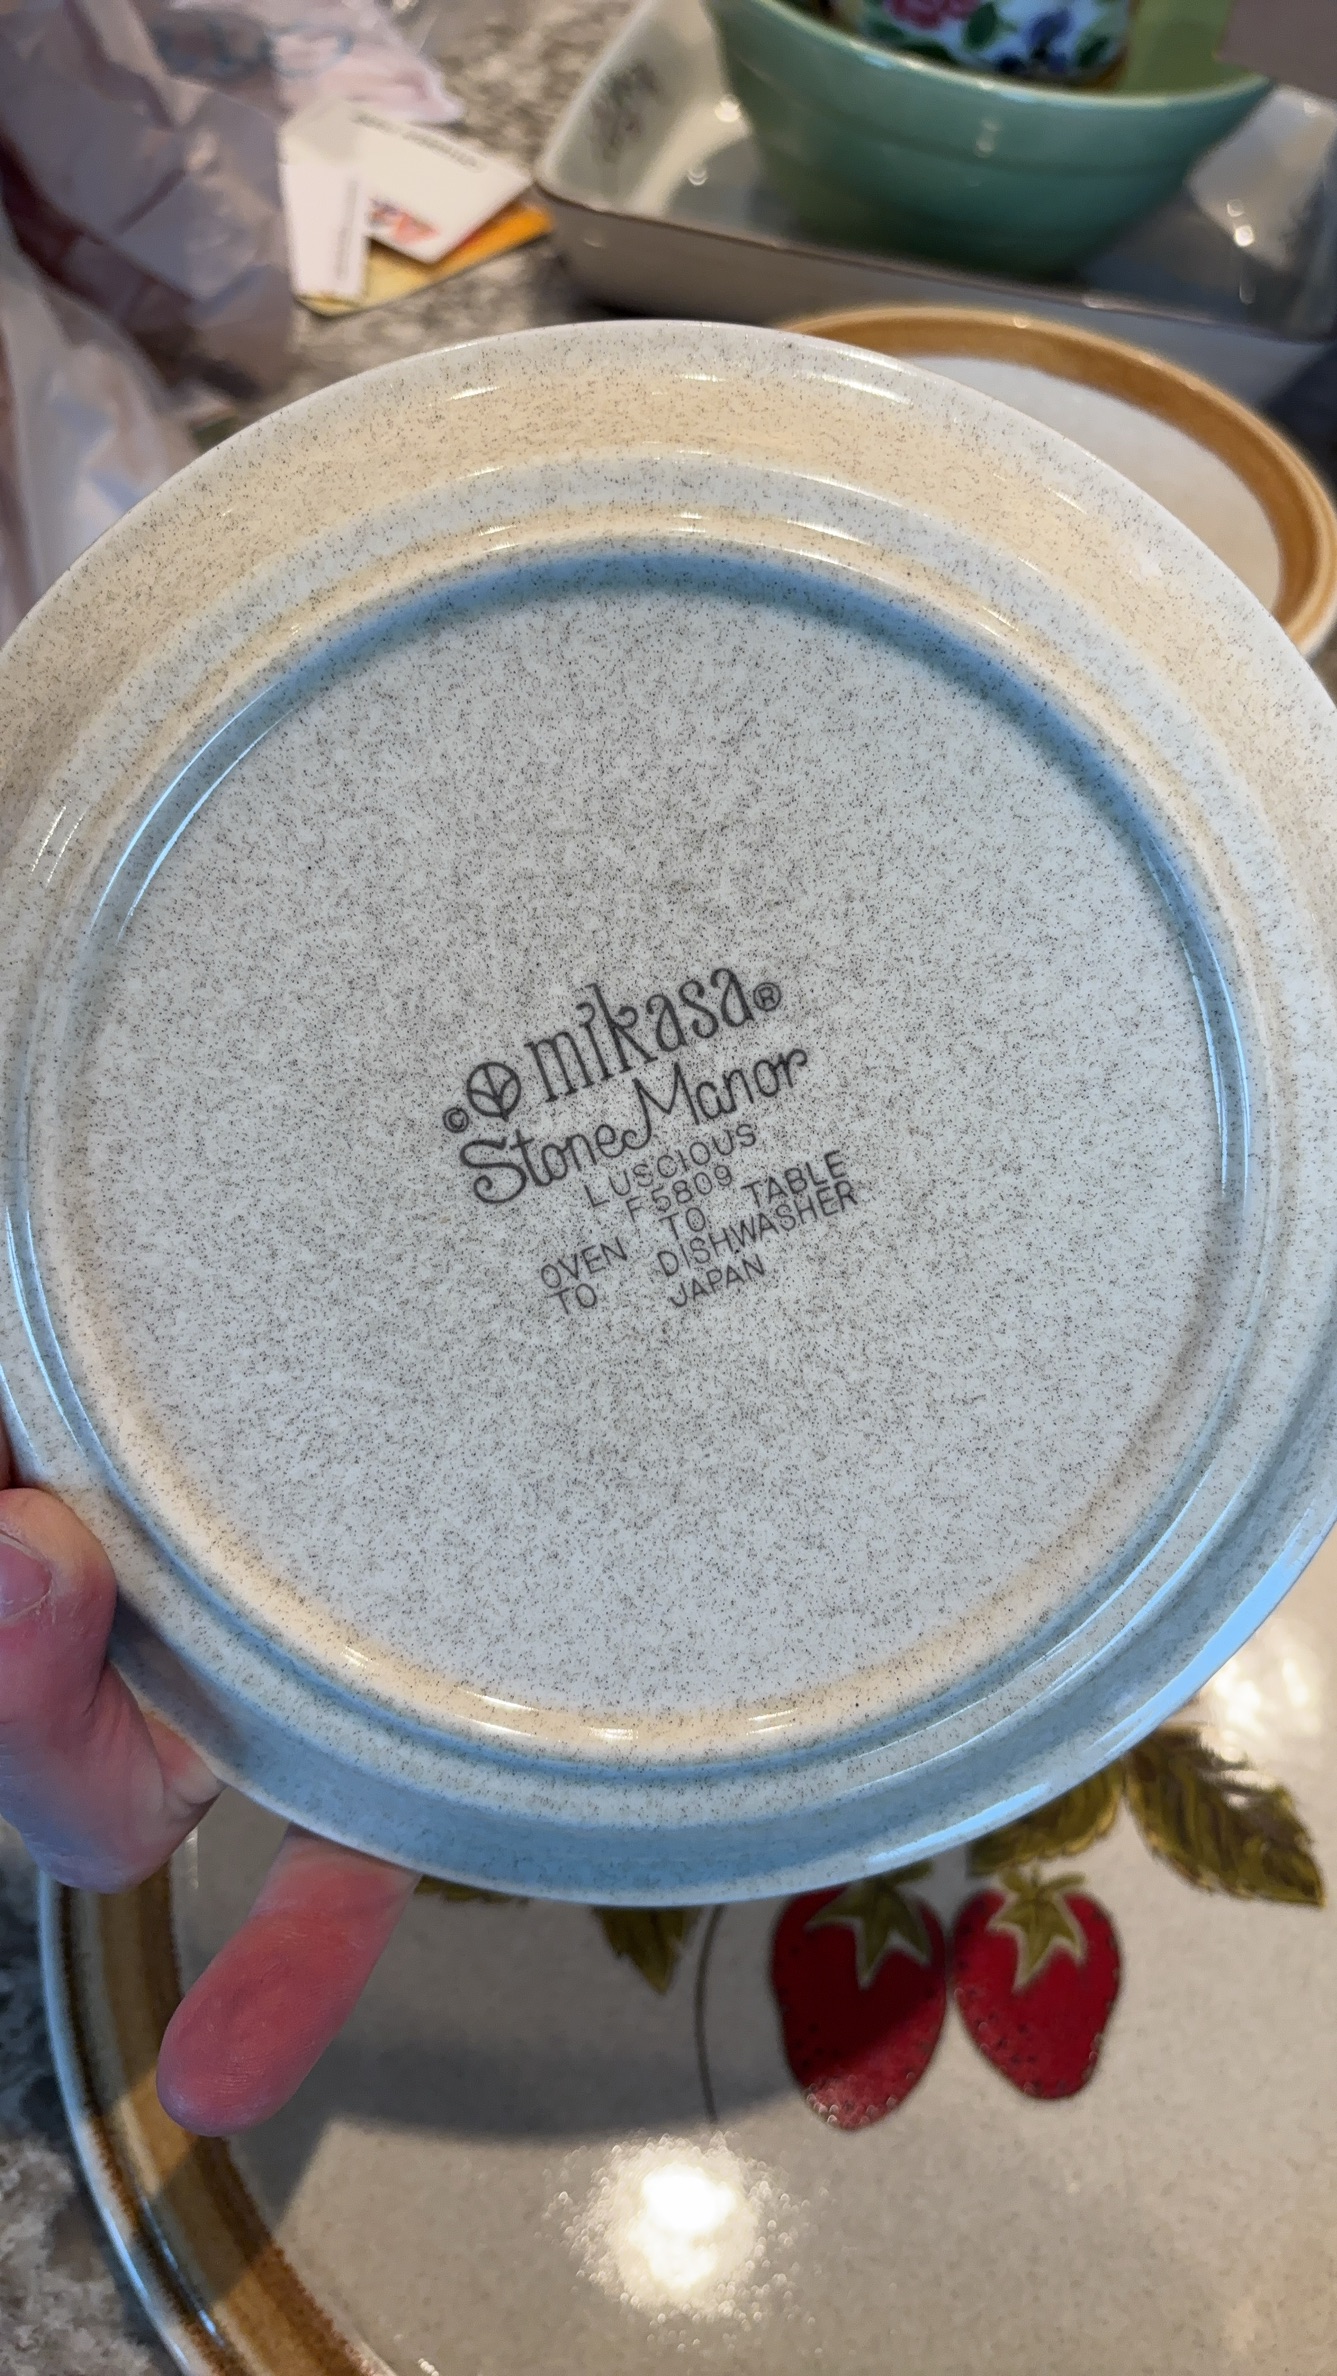 © mikasa®
Stone Manor
LUSCIOUS
F5809
OVEN TO TABLE
TO DISHWASHER
JAPAN